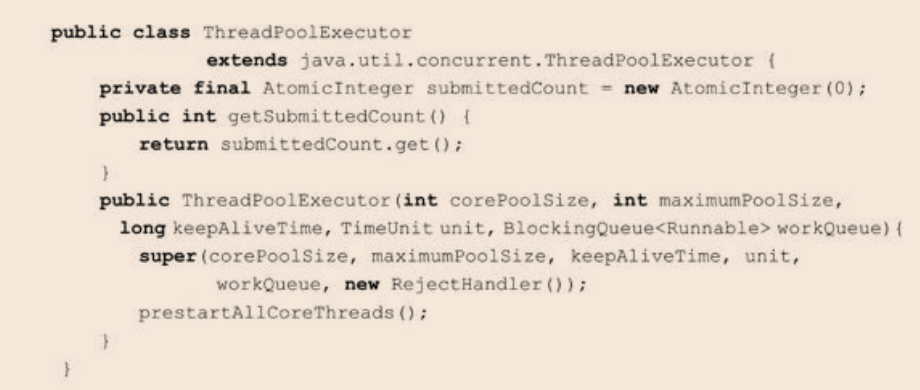 public class ThreadPoolExecutor
extends java.util.concurrent.ThreadPoolExecutor {
private final AtomicInteger submittedCount = new AtomicInteger(0);
public int getSubmittedCount() {
return submittedCount.get();
}
public ThreadPoolExecutor(int corePoolSize, int maximumPoolSize,
long keepAliveTime, TimeUnit unit, BlockingQueue<Runnable> workQueue){
super(corePoolSize, maximumPoolSize, keepAliveTime, unit,
workQueue, new RejectHandler());
prestartAllCoreThreads();
}
}